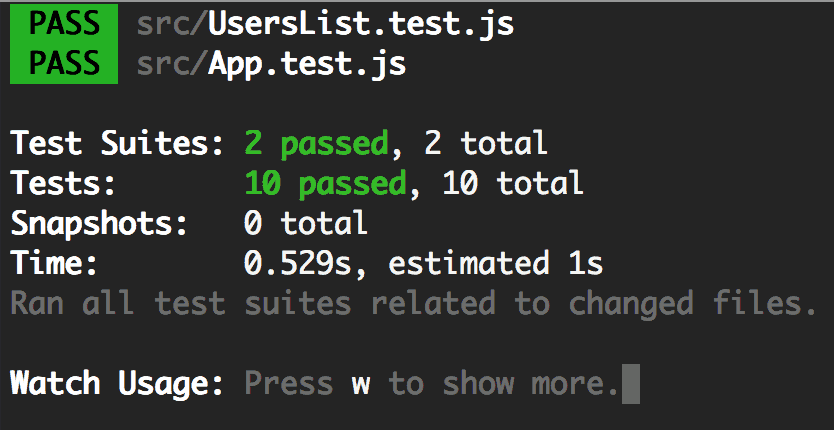 PASS src/UsersList.test.js
PASS src/App.test.js
Test Suites: 2 passed, 2 total
Tests: 10 passed, 10 total
Snapshots: 0 total
Time: 0.529s, estimated 1s
Ran all test suites related to changed files.
Watch Usage: Press w to show more.